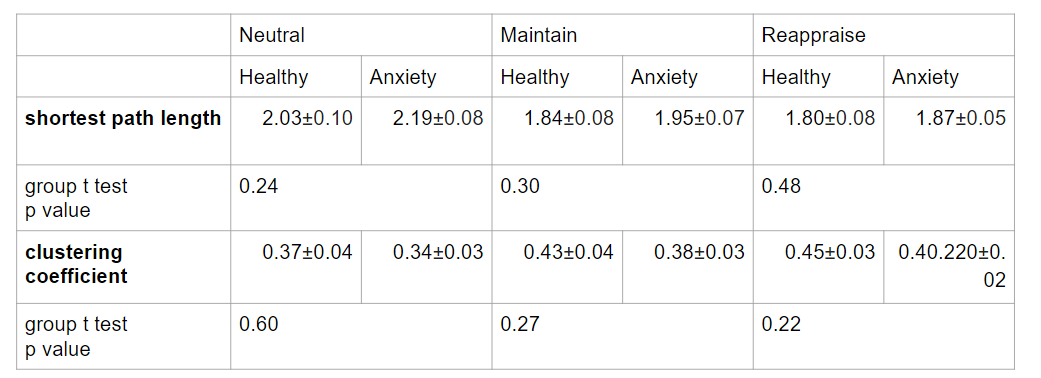 Neutral Maintain Reappraise
Healthy Anxiety Healthy Anxiety Healthy Anxiety
shortest path length 2.03±0.10 2.19±0.08 1.84±0.08 1.95±0.07 1.80±0.08 1.87±0.05
group t test 0.24 0.30 0.48
p value
clustering 0.37±0.04 0.34±0.03 0.43±0.04 0.38±0.03 0.45±0.03 0.40.220±0.
coefficient 02
group t test 0.60 0.27 0.22
p value